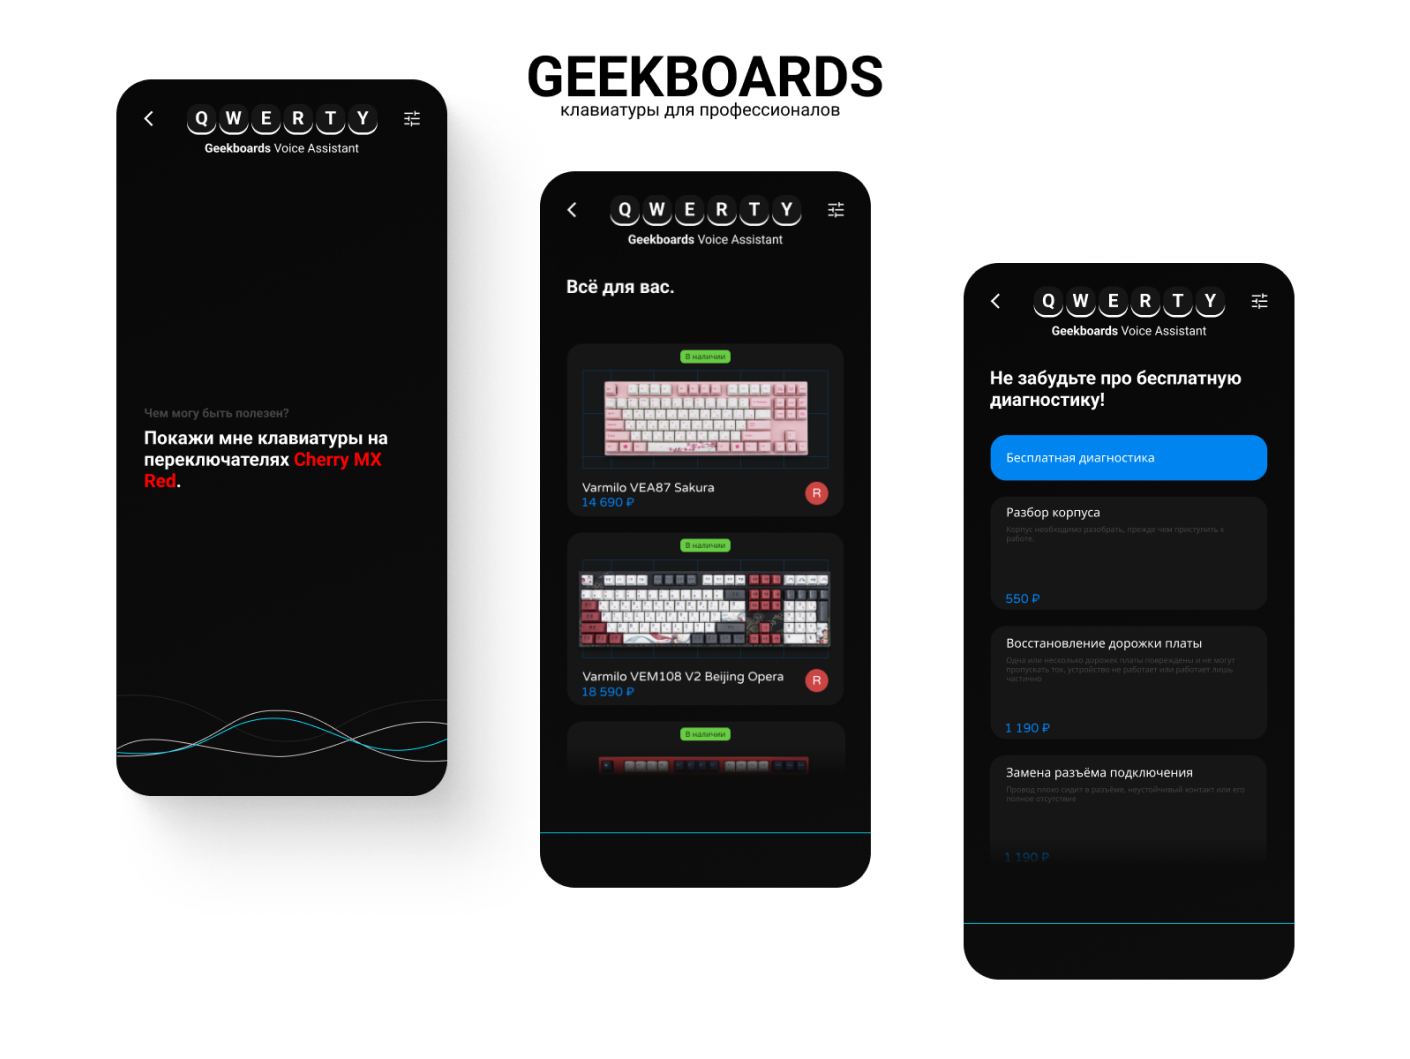 GEEKBOARDS
клавиатуры для профессионалов
QWERTY
Geekboards Voice Assistant
Чем могу быть полезен?
Покажи мне клавиатуры на
переключателях Cherry MX
Red.
QWERTY
Geekboards Voice Assistant
Всё для вас.
В наличии
Varmilo VEA87 Sakura
14 690 ₽
R
В наличии
Varmilo VEM108 V2 Beijing Opera
18 590 ₽
R
В наличии
QWERTY
Geekboards Voice Assistant
Не забудьте про бесплатную
диагностику!
Бесплатная диагностика
Разбор корпуса
Корпус необходимо разобрать, прежде чем приступить к
работе.
550 ₽
Восстановление дорожки платы
Одна или несколько дорожек платы повреждены и не могут
пропускать ток, устройство не работает или работает лишь
частично
1 190 ₽
Замена разъёма подключения
Провод плохо сидит в разъёме, неустойчивый контакт или его
полное отсутствие
1 190 ₽